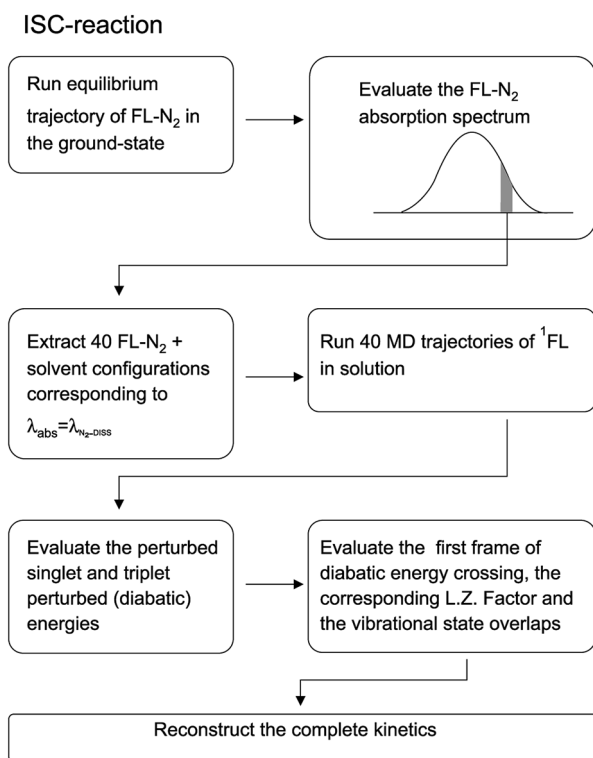 ISC-reaction
Run equilibrium
trajectory of FL-N₂ in
the ground-state
Evaluate the FL-N₂
absorption spectrum
Extract 40 FL-N₂ +
solvent configurations
corresponding to
λabs=λN₂-DISS
Run 40 MD trajectories of ¹FL
in solution
Evaluate the perturbed
singlet and triplet
perturbed (diabatic)
energies
Evaluate the first frame of
diabatic energy crossing, the
corresponding L.Z. Factor and
the vibrational state overlaps
Reconstruct the complete kinetics